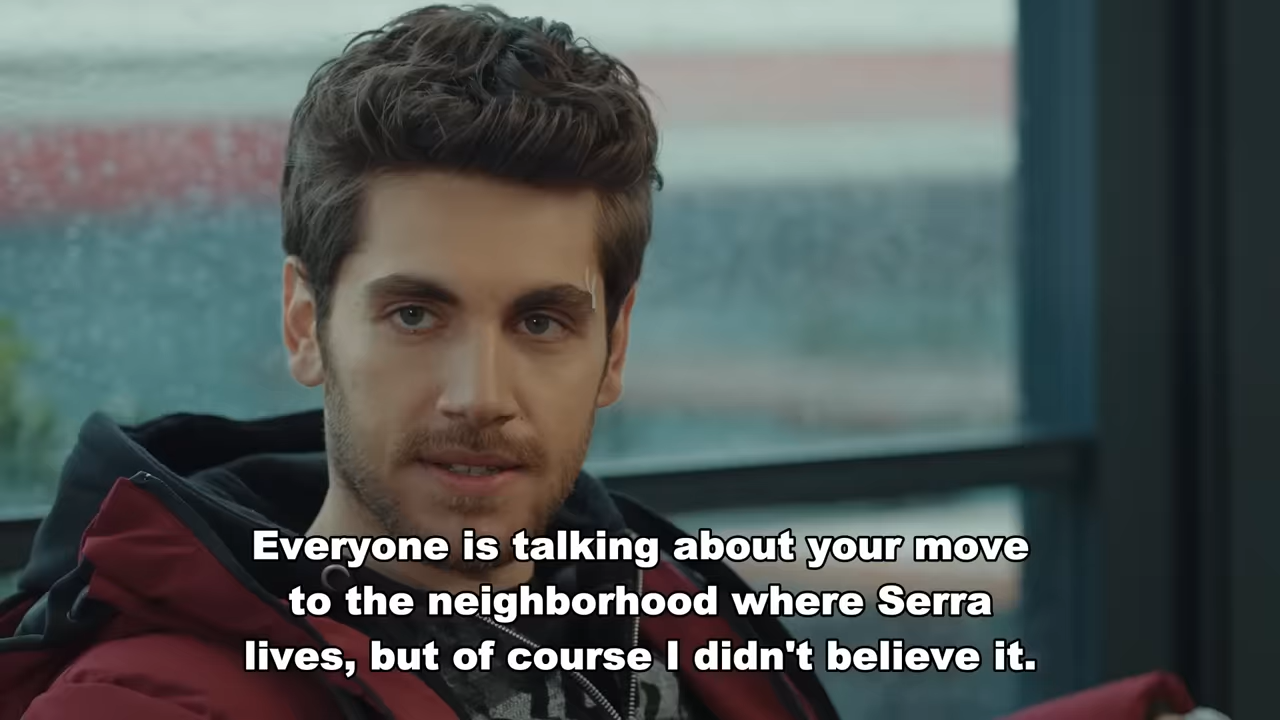 Everyone is talking about your move
to the neighborhood where Serra
lives, but of course I didn't believe it.